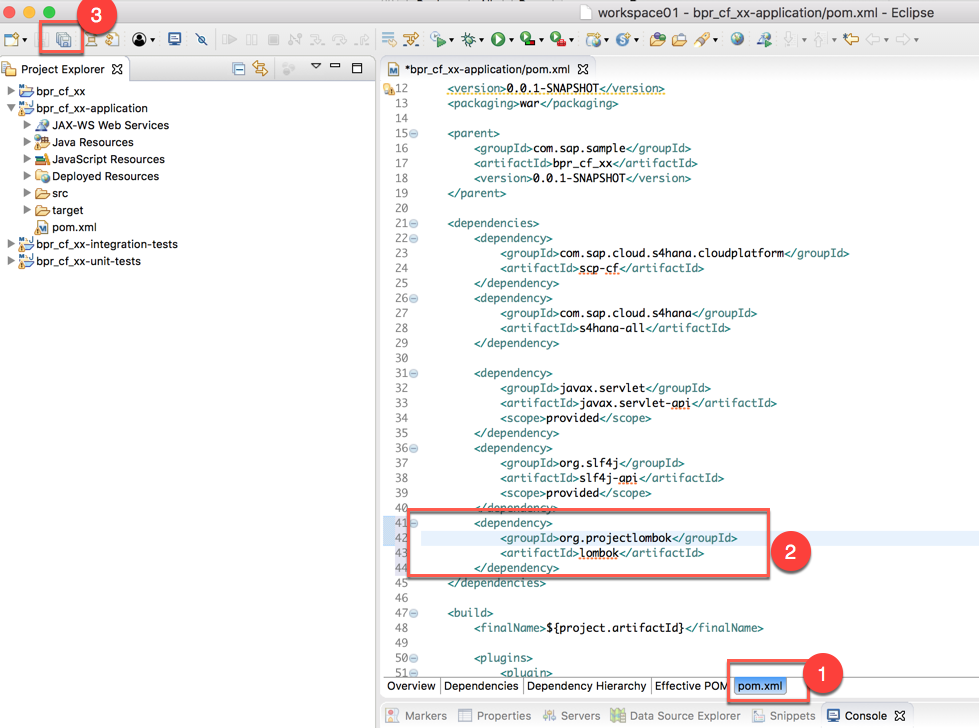 3
workspace01 - bpr_cf_xx-application/pom.xml - Eclipse
Project Explorer
bpr_cf_xx
bpr_cf_xx-application
JAX-WS Web Services
Java Resources
JavaScript Resources
Deployed Resources
src
target
pom.xml
bpr_cf_xx-integration-tests
bpr_cf_xx-unit-tests
*bpr_cf_xx-application/pom.xml
12 <version>0.0.1-SNAPSHOT</version>
13 <packaging>war</packaging>
14
15 <parent>
16 <groupId>com.sap.sample</groupId>
17 <artifactId>bpr_cf_xx</artifactId>
18 <version>0.0.1-SNAPSHOT</version>
19 </parent>
20
21 <dependencies>
22 <dependency>
23 <groupId>com.sap.cloud.s4hana.cloudplatform</groupId>
24 <artifactId>scp-cf</artifactId>
25 </dependency>
26 <dependency>
27 <groupId>com.sap.cloud.s4hana</groupId>
28 <artifactId>s4hana-all</artifactId>
29 </dependency>
30
31 <dependency>
32 <groupId>javax.servlet</groupId>
33 <artifactId>javax.servlet-api</artifactId>
34 <scope>provided</scope>
35 </dependency>
36 <dependency>
37 <groupId>org.slf4j</groupId>
38 <artifactId>slf4j-api</artifactId>
39 <scope>provided</scope>
40 </dependency>
41 <dependency>
42 <groupId>org.projectlombok</groupId>
43 <artifactId>lombok</artifactId>
44 </dependency>
2
45 </dependencies>
46
47 <build>
48 <finalName>${project.artifactId}</finalName>
49
50 <plugins>
51 <plugin>
Overview Dependencies Dependency Hierarchy Effective POM pom.xml
1
Markers Properties Servers Data Source Explorer Snippets Console